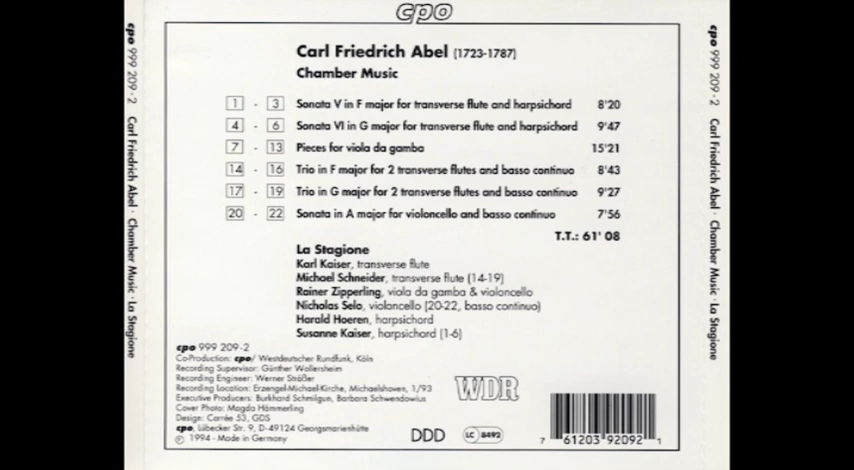 cpo
cpo 999 209-2 Carl Friedrich Abel · Chamber Music · La Stagione
Carl Friedrich Abel (1723-1787)
Chamber Music
1 - 3 Sonata V in F major for transverse flute and harpsichord 8'20
4 - 6 Sonata VI in G major for transverse flute and harpsichord 9'47
7 - 13 Pieces for viola da gamba 15'21
14 - 16 Trio in F major for 2 transverse flutes and basso continuo 8'43
17 - 19 Trio in G major for 2 transverse flutes and basso continuo 9'27
20 - 22 Sonata in A major for violoncello and basso continuo 7'56
T.T.: 61' 08
La Stagione
Karl Kaiser, transverse flute
Michael Schneider, transverse flute (14-19)
Rainer Zipperling, viola da gamba & violoncello
Nicholas Selo, violoncello (20-22, basso continuo)
Harald Hoeren, harpsichord
Susanne Kaiser, harpsichord (1-6)
cpo 999 209-2
Co-Production: cpo/ Westdeutscher Rundfunk, Köln
Recording Supervisor: Günther Wollersheim
Recording Engineer: Werner Sträßer
Recording Location: Erzengel-Michael-Kirche, Michaelshoven, 1/93
Executive Producers: Burkhard Schmilgun, Barbara Schwendowius
Cover Photo: Magda Hämmerling
Design: Carrée 53, GDS
cpo, Lübecker Str. 9, D-49124 Georgsmarienhütte
℗ 1994 - Made in Germany
WDR
DDD
LC 8492
7 61203 92092 1
cpo 999 209-2 Carl Friedrich Abel · Chamber Music · La Stagione